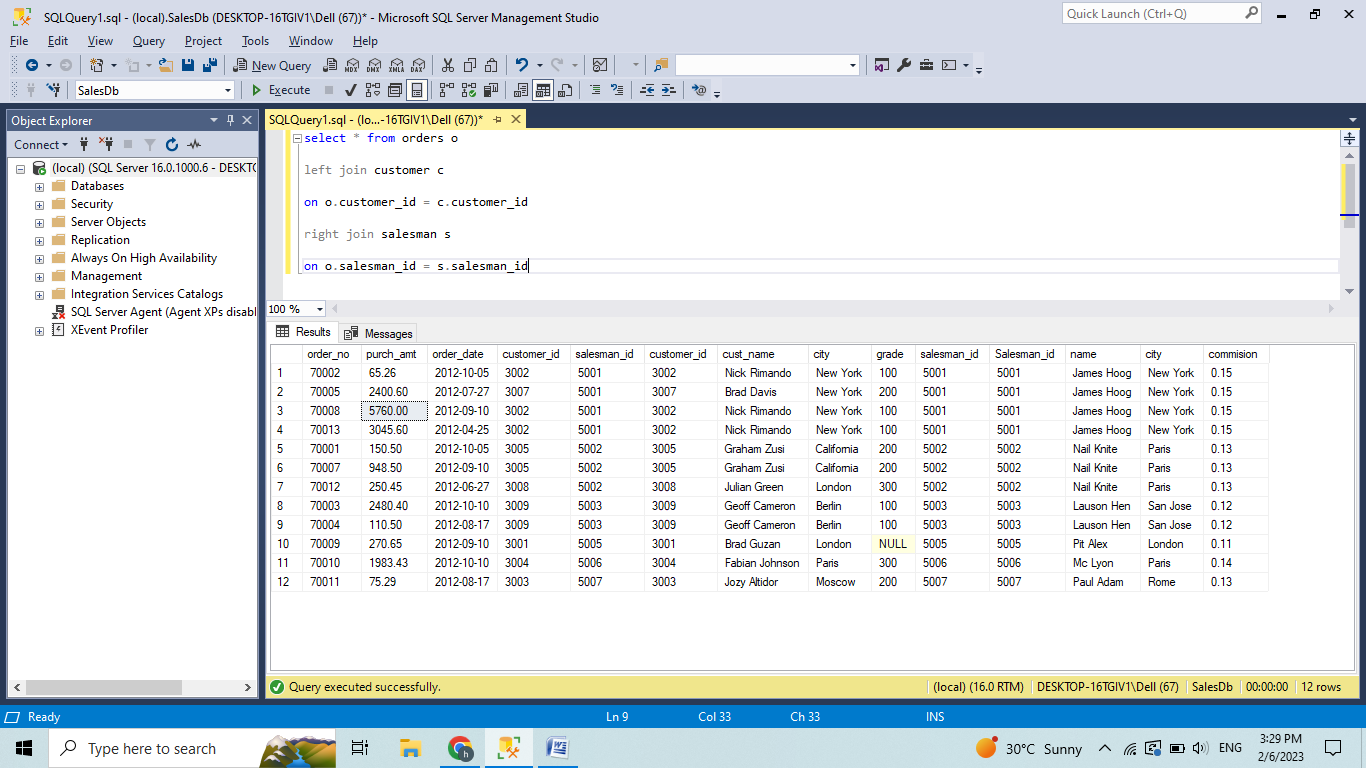 SQLQuery1.sql - (local).SalesDb (DESKTOP-16TGIV1\Dell (67))* - Microsoft SQL Server Management Studio
Quick Launch (Ctrl+Q)
File Edit View Query Project Tools Window Help
New Query MDX DMX XMLA DAX
SalesDb Execute
Object Explorer
Connect
(local) (SQL Server 16.0.1000.6 - DESKTO
Databases
Security
Server Objects
Replication
Always On High Availability
Management
Integration Services Catalogs
SQL Server Agent (Agent XPs disabl
XEvent Profiler
SQLQuery1.sql - (lo...-16TGIV1\Dell (67))*
select * from orders o
left join customer c
on o.customer_id = c.customer_id
right join salesman s
on o.salesman_id = s.salesman_id
100 %
Results Messages
order_no purch_amt order_date customer_id salesman_id customer_id cust_name city grade salesman_id Salesman_id name city commision
1 70002 65.26 2012-10-05 3002 5001 3002 Nick Rimando New York 100 5001 5001 James Hoog New York 0.15
2 70005 2400.60 2012-07-27 3007 5001 3007 Brad Davis New York 200 5001 5001 James Hoog New York 0.15
3 70008 5760.00 2012-09-10 3002 5001 3002 Nick Rimando New York 100 5001 5001 James Hoog New York 0.15
4 70013 3045.60 2012-04-25 3002 5001 3002 Nick Rimando New York 100 5001 5001 James Hoog New York 0.15
5 70001 150.50 2012-10-05 3005 5002 3005 Graham Zusi California 200 5002 5002 Nail Knite Paris 0.13
6 70007 948.50 2012-09-10 3005 5002 3005 Graham Zusi California 200 5002 5002 Nail Knite Paris 0.13
7 70012 250.45 2012-06-27 3008 5002 3008 Julian Green London 300 5002 5002 Nail Knite Paris 0.13
8 70003 2480.40 2012-10-10 3009 5003 3009 Geoff Cameron Berlin 100 5003 5003 Lauson Hen San Jose 0.12
9 70004 110.50 2012-08-17 3009 5003 3009 Geoff Cameron Berlin 100 5003 5003 Lauson Hen San Jose 0.12
10 70009 270.65 2012-09-10 3001 5005 3001 Brad Guzan London NULL 5005 5005 Pit Alex London 0.11
11 70010 1983.43 2012-10-10 3004 5006 3004 Fabian Johnson Paris 300 5006 5006 Mc Lyon Paris 0.14
12 70011 75.29 2012-08-17 3003 5007 3003 Jozy Altidor Moscow 200 5007 5007 Paul Adam Rome 0.13
Query executed successfully. (local) (16.0 RTM) DESKTOP-16TGIV1\Dell (67) SalesDb 00:00:00 12 rows
Ready Ln 9 Col 33 Ch 33 INS
Type here to search
30°C Sunny ENG
3:29 PM
2/6/2023